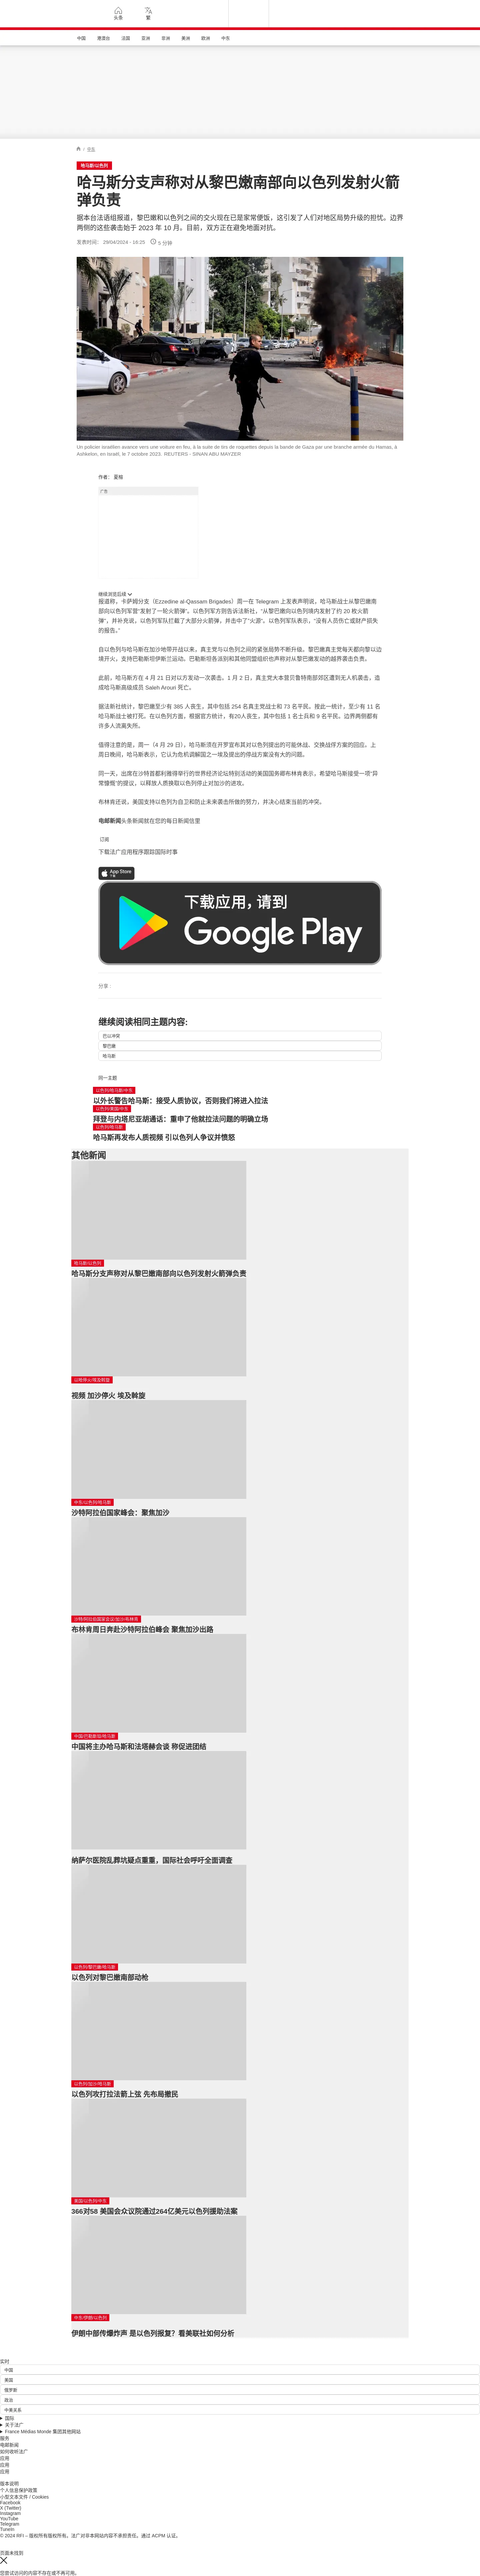 头条
繁
中国
港澳台
法国
亚洲
非洲
美洲
欧洲
中东
中东
哈马斯/以色列
哈马斯分支声称对从黎巴嫩南部向以色列发射火箭弹负责
据本台法语组报道，黎巴嫩和以色列之间的交火现在已是家常便饭，这引发了人们对地区局势升级的担忧。边界两侧的这些袭击始于 2023 年 10 月。目前，双方正在避免地面对抗。
发表时间： 29/04/2024 - 16:25 5 分钟
Un policier israélien avance vers une voiture en feu, à la suite de tirs de roquettes depuis la bande de Gaza par une branche armée du Hamas, à Ashkelon, en Israël, le 7 octobre 2023. REUTERS - SINAN ABU MAYZER
作者： 夏榕
广告
继续浏览后续
报道称，卡萨姆分支（Ezzedine al-Qassam Brigades）周一在 Telegram 上发表声明说，哈马斯战士从黎巴嫩南部向以色列军营“发射了一轮火箭弹”。以色列军方则告诉法新社，“从黎巴嫩向以色列境内发射了约 20 枚火箭弹”，并补充说，以色列军队拦截了大部分火箭弹，并击中了“火源”。以色列军队表示，“没有人员伤亡或财产损失的报告。”
自以色列与哈马斯在加沙地带开战以来，真主党与以色列之间的紧张局势不断升级。黎巴嫩真主党每天都向黎以边境开火，支持巴勒斯坦伊斯兰运动。巴勒斯坦各派别和其他同盟组织也声称对从黎巴嫩发动的越界袭击负责。
此前，哈马斯方在 4 月 21 日对以方发动一次袭击。1 月 2 日，真主党大本营贝鲁特南部郊区遭到无人机袭击，造成哈马斯高级成员 Saleh Arouri 死亡。
据法新社统计，黎巴嫩至少有 385 人丧生，其中包括 254 名真主党战士和 73 名平民。按此一统计，至少有 11 名哈马斯战士被打死。在以色列方面，根据官方统计，有20人丧生，其中包括 1 名士兵和 9 名平民。边界两侧都有许多人流离失所。
值得注意的是，周一（4 月 29 日），哈马斯须在开罗宣布其对以色列提出的可能休战、交换战俘方案的回应。上周日晚间，哈马斯表示，它认为危机调解国之一埃及提出的停战方案没有大的问题。
同一天，出席在沙特首都利雅得举行的世界经济论坛特别活动的美国国务卿布林肯表示，希望哈马斯接受一项“异常慷慨”的提议，以释放人质换取以色列停止对加沙的进攻。
布林肯还说，美国支持以色列为自卫和防止未来袭击所做的努力，并决心结束当前的冲突。
电邮新闻头条新闻就在您的每日新闻信里
订阅
下载法广应用程序跟踪国际时事
App Store
下载应用，请到
Google Play
分享 :
继续阅读相同主题内容:
巴以冲突
黎巴嫩
哈马斯
同一主题
以色列/哈马斯/中东
以外长警告哈马斯：接受人质协议，否则我们将进入拉法
以色列/美国/中东
拜登与内塔尼亚胡通话：重申了他就拉法问题的明确立场
以色列/哈马斯
哈马斯再发布人质视频 引以色列人争议并愤怒
其他新闻
哈马斯/以色列
哈马斯分支声称对从黎巴嫩南部向以色列发射火箭弹负责
以哈停火/埃及斡旋
视频 加沙停火 埃及斡旋
中东/以色列/哈马斯
沙特阿拉伯国家峰会：聚焦加沙
沙特阿拉伯国家会议/加沙/布林肯
布林肯周日奔赴沙特阿拉伯峰会 聚焦加沙出路
中国/巴勒斯坦/哈马斯
中国将主办哈马斯和法塔赫会谈 称促进团结
纳萨尔医院乱葬坑疑点重重，国际社会呼吁全面调查
以色列/黎巴嫩/哈马斯
以色列对黎巴嫩南部动枪
以色列/加沙/哈马斯
以色列攻打拉法箭上弦 先布局撤民
美国/以色列/中东
366对58 美国会众议院通过264亿美元以色列援助法案
中东/伊朗/以色列
伊朗中部传爆炸声 是以色列报复？看美联社如何分析
实时
中国
美国
俄罗斯
政治
中美关系
国际
关于法广
France Médias Monde 集团其他网站
服务
电邮新闻
如何收听法广
应用
应用
应用
版本说明
个人信息保护政策
小型文本文件 / Cookies
Facebook
X (Twitter)
Instagram
YouTube
Telegram
TuneIn
© 2024 RFI – 版权所有版权所有。法广对非本网站内容不承担责任。通过 ACPM 认证。
页面未找到
您尝试访问的内容不存在或不再可用。